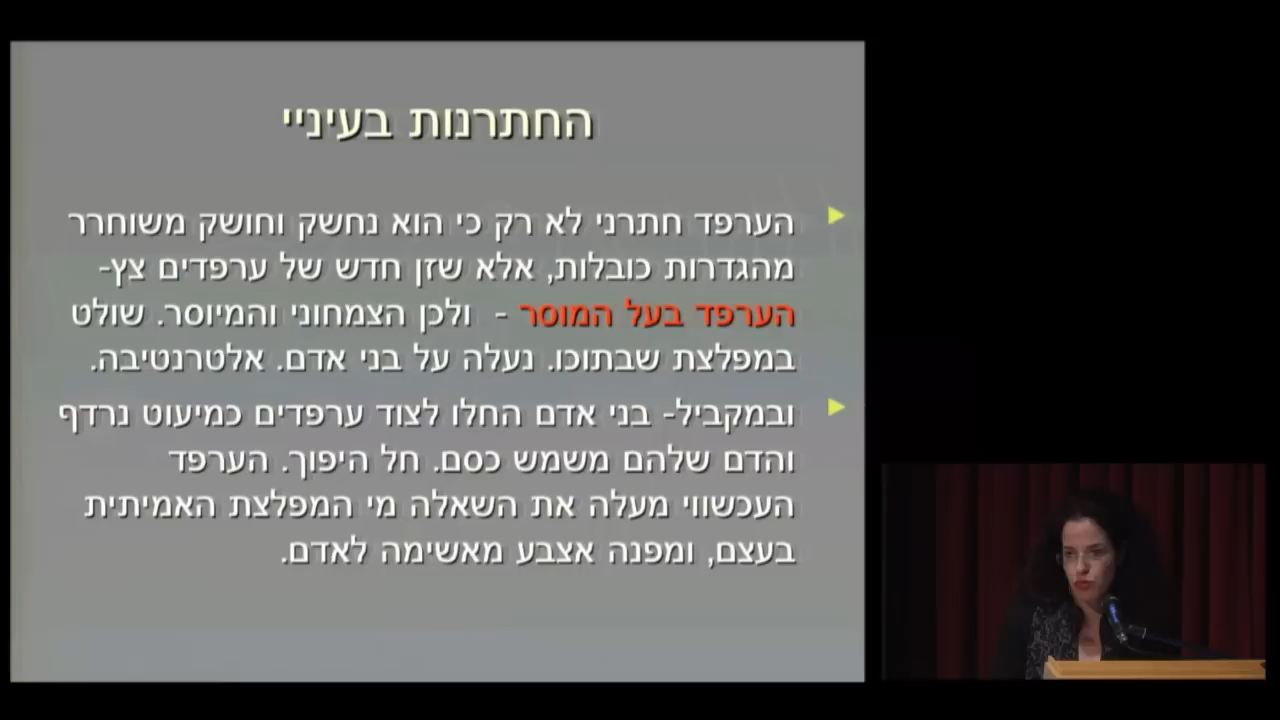 החתרנות בעיניי
הערפד חתרני לא רק כי הוא נחשק וחושק משוחרר
מהגדרות כובלות, אלא שזן חדש של ערפדים צץ-
הערפד בעל המוסר - ולכן הצמחוני והמיוסר. שולט
במפלצת שבתוכו. נעלה על בני אדם. אלטרנטיבה.
ובמקביל- בני אדם החלו לצוד ערפדים כמיעוט נרדף
והדם שלהם משמש כסם. חל היפוך. הערפד
העכשווי מעלה את השאלה מי המפלצת האמיתית
בעצם, ומפנה אצבע מאשימה לאדם.